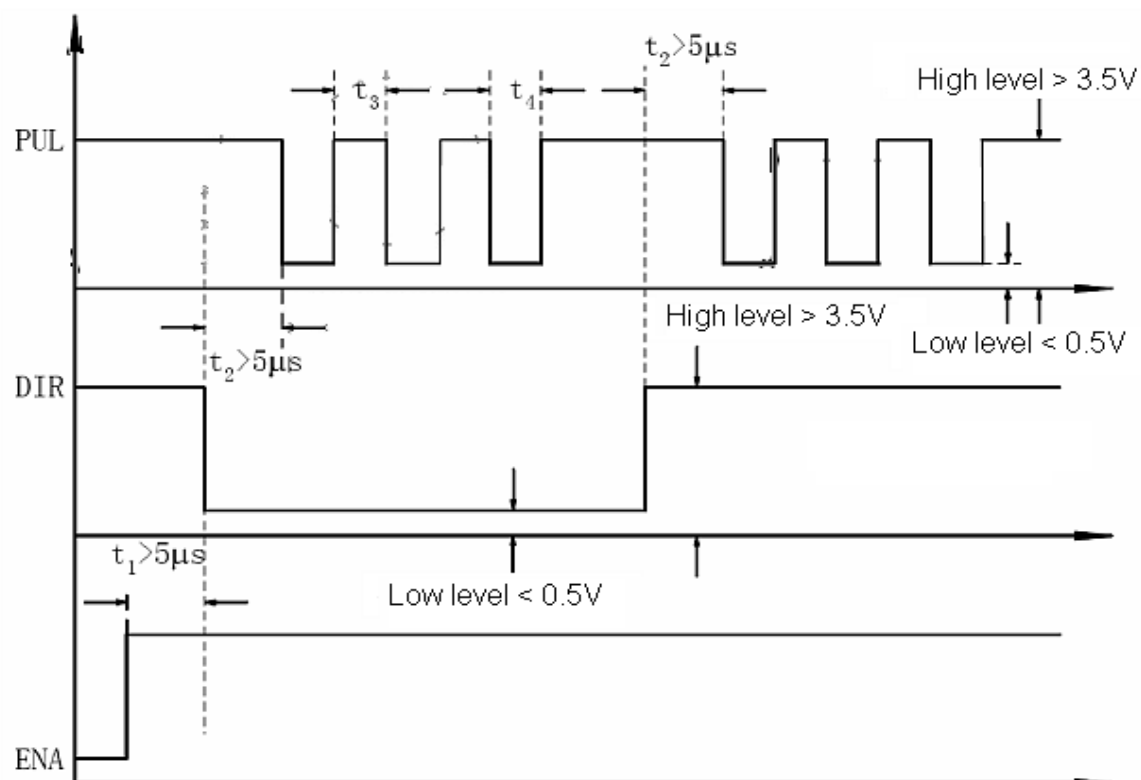 t₂>5μs
High level > 3.5V
t₃
t₄
PUL
High level > 3.5V
Low level < 0.5V
t₂>5μs
DIR
t₁>5μs
Low level < 0.5V
ENA